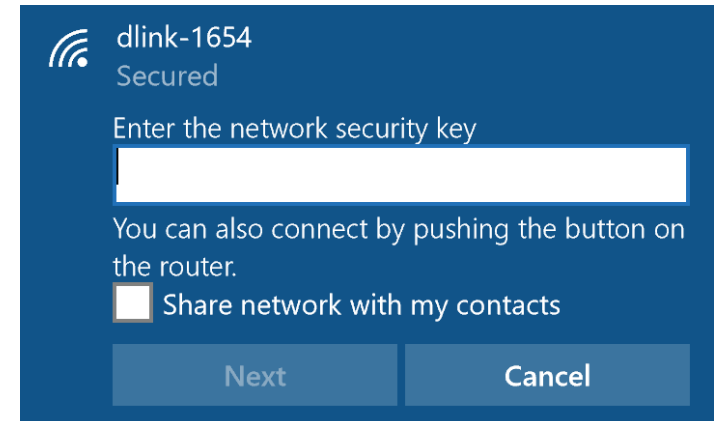 dlink-1654
Secured
Enter the network security key
You can also connect by pushing the button on
the router.
Share network with my contacts
Next
Cancel